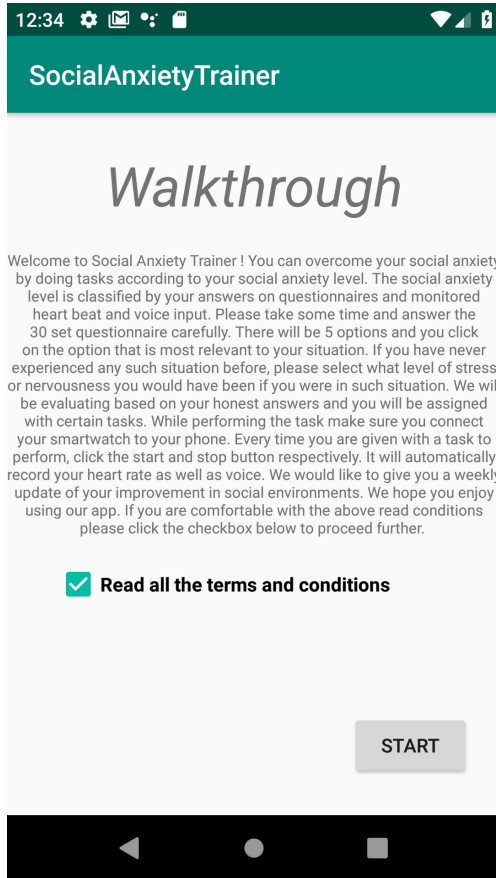 12:34
SocialAnxietyTrainer
Walkthrough
Welcome to Social Anxiety Trainer ! You can overcome your social anxiety
by doing tasks according to your social anxiety level. The social anxiety
level is classified by your answers on questionnaires and monitored
heart beat and voice input. Please take some time and answer the
30 set questionnaire carefully. There will be 5 options and you click
on the option that is most relevant to your situation. If you have never
experienced any such situation before, please select what level of stress
or nervousness you would have been if you were in such situation. We will
be evaluating based on your honest answers and you will be assigned
with certain tasks. While performing the task make sure you connect
your smartwatch to your phone. Every time you are given with a task to
perform, click the start and stop button respectively. It will automatically
record your heart rate as well as voice. We would like to give you a weekly
update of your improvement in social environments. We hope you enjoy
using our app. If you are comfortable with the above read conditions
please click the checkbox below to proceed further.
Read all the terms and conditions
START